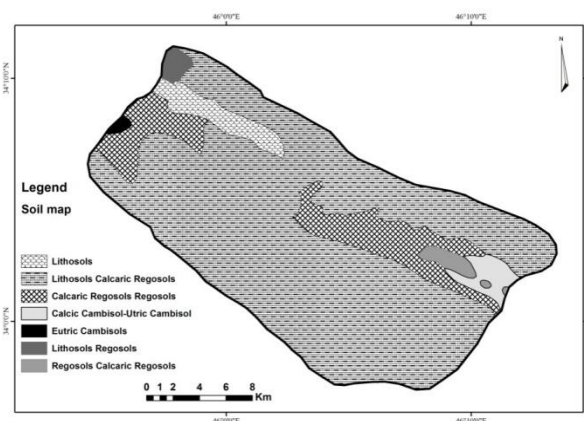 46°0'0"E 46°10'0"E
N
34°10'0"N
34°0'0"N
Legend
Soil map
Lithosols
Lithosols Calcaric Regosols
Calcaric Regosols Regosols
Calcic Cambisol-Utric Cambisol
Eutric Cambisols
Lithosols Regosols
Regosols Calcaric Regosols
0 1 2 4 6 8
Km